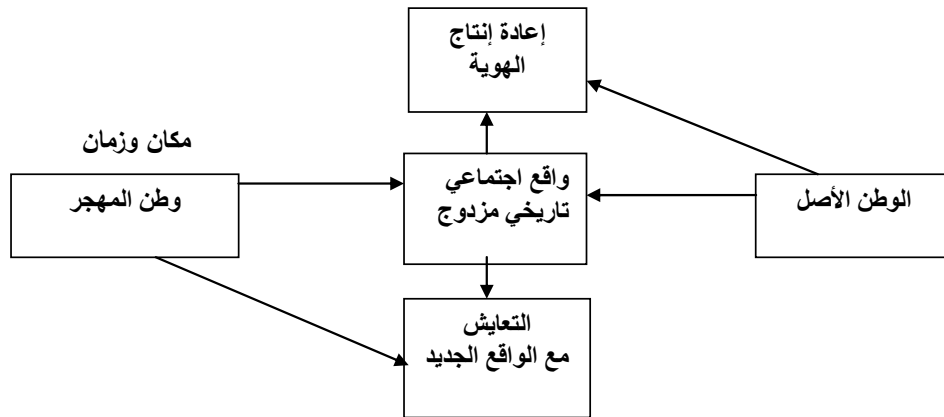 إعادة إنتاج
الهوية
مكان وزمان
الوطن الأصل
واقع اجتماعي
تاريخي مزدوج
وطن المهجر
التعايش
مع الواقع الجديد